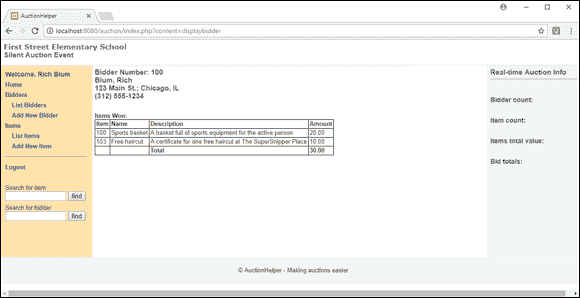 AuctionHelper
localhost:8080/auction/index.php?content=displaybidder
First Street Elementary School
Silent Auction Event
Welcome, Rich Blum
Home
Bidders
List Bidders
Add New Bidder
Items
List Items
Add New Item
Logout
Search for item
find
Search for bidder
find
Bidder Number: 100
Blum, Rich
123 Main St.; Chicago, IL
(312) 555-1234
Items Won:
Item Name Description Amount
100 Sports basket A basket full of sports equipment for the active person 20.00
103 Free haircut A certificate for one free haircut at The SuperSnipper Place 10.00
Total 30.00
Real-time Auction Info
Bidder count:
Item count:
Items total value:
Bid totals:
© AuctionHelper - Making auctions easier